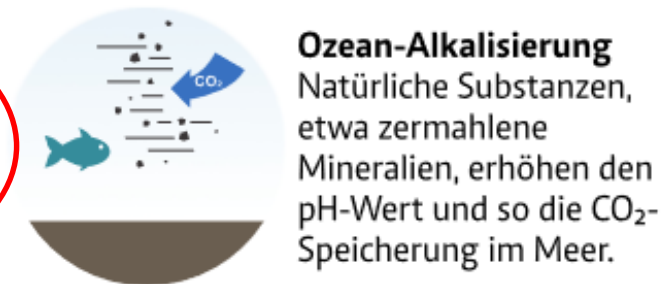 CO₂
Ozean-Alkalisierung
Natürliche Substanzen,
etwa zermahlene
Mineralien, erhöhen den
pH-Wert und so die CO₂-
Speicherung im Meer.